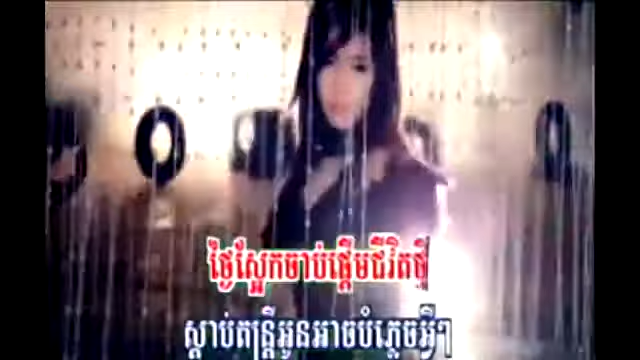 ថ្ងៃស្អែកចាប់ផ្តើមជីវិតថ្មី
ស្តាប់តន្ត្រីអូនអាចបំភ្លេចអ្វីៗ